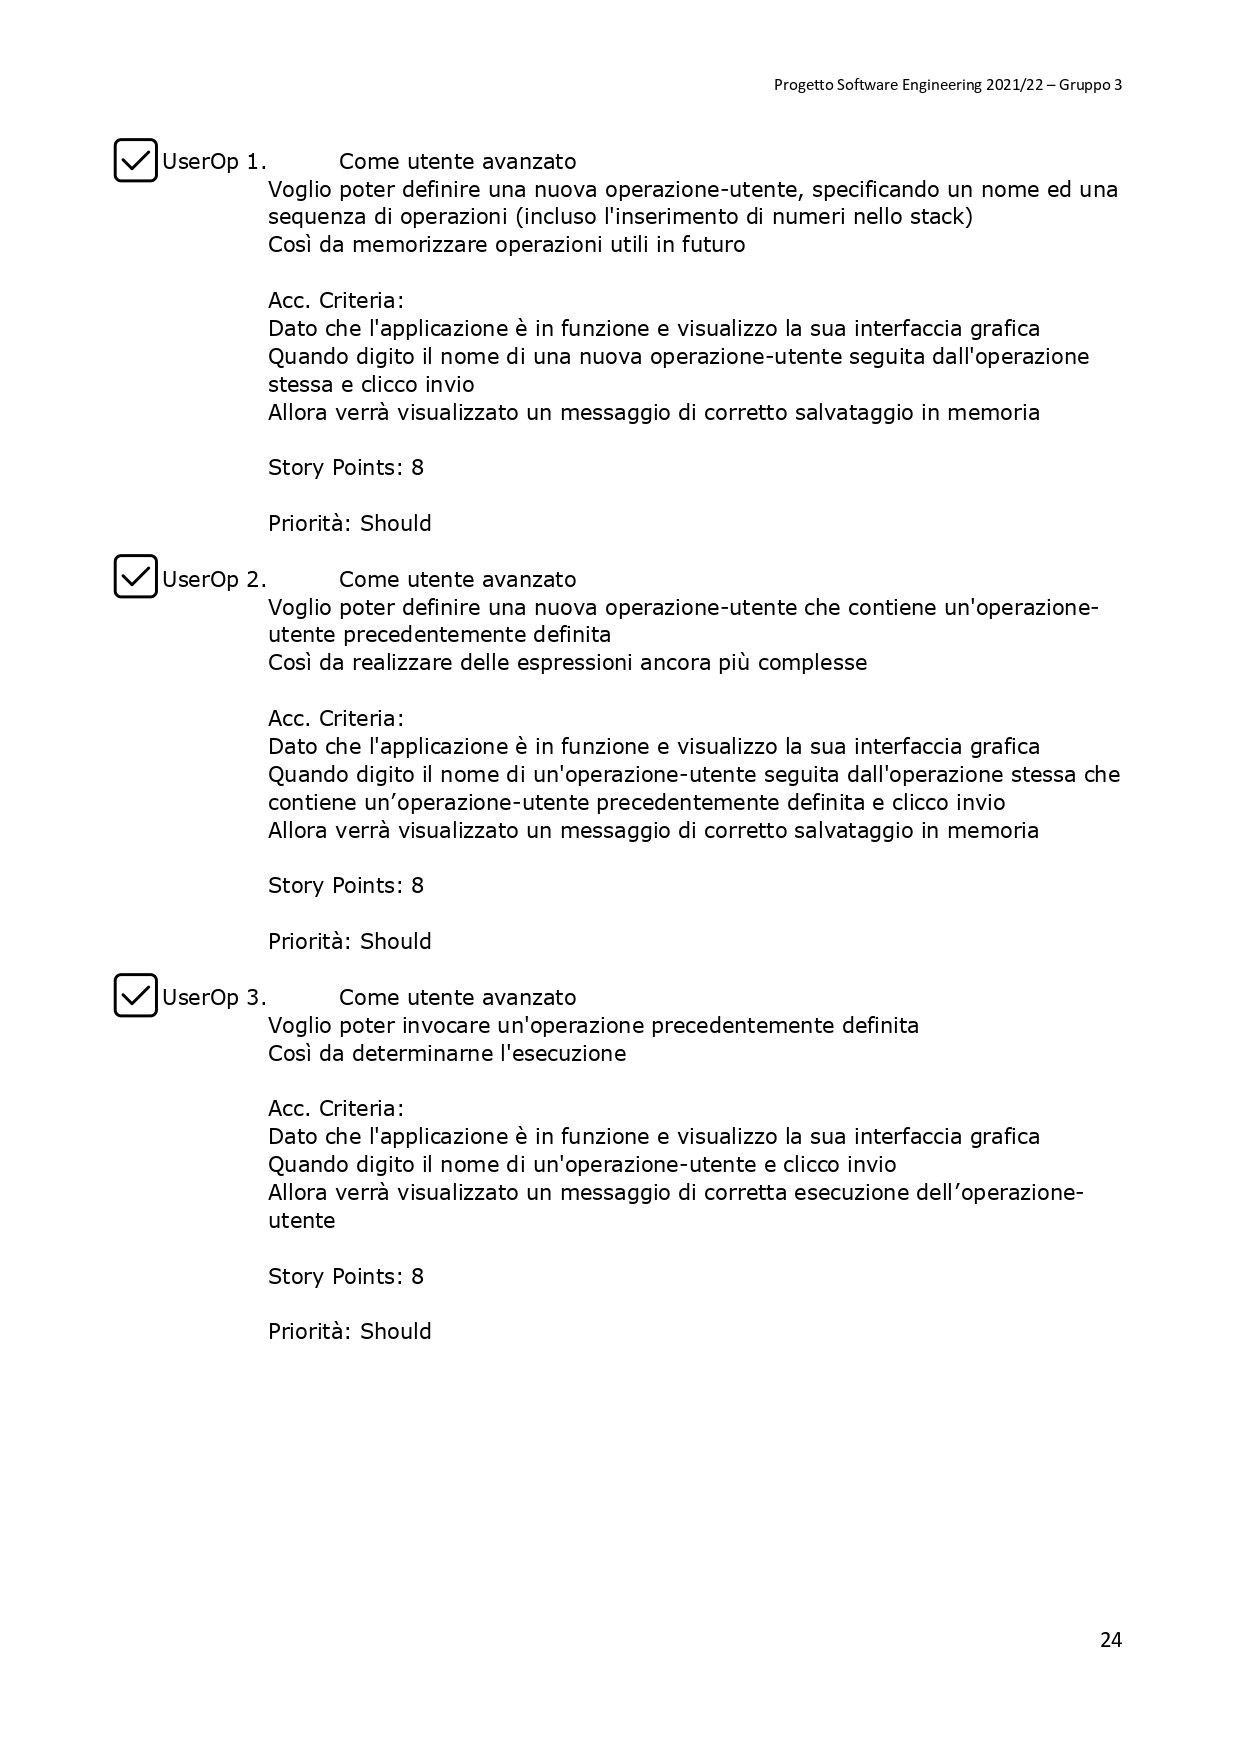 Progetto Software Engineering 2021/22 – Gruppo 3
UserOp 1. Come utente avanzato
Voglio poter definire una nuova operazione-utente, specificando un nome ed una
sequenza di operazioni (incluso l'inserimento di numeri nello stack)
Così da memorizzare operazioni utili in futuro
Acc. Criteria:
Dato che l'applicazione è in funzione e visualizzo la sua interfaccia grafica
Quando digito il nome di una nuova operazione-utente seguita dall'operazione
stessa e clicco invio
Allora verrà visualizzato un messaggio di corretto salvataggio in memoria
Story Points: 8
Priorità: Should
UserOp 2. Come utente avanzato
Voglio poter definire una nuova operazione-utente che contiene un'operazione-
utente precedentemente definita
Così da realizzare delle espressioni ancora più complesse
Acc. Criteria:
Dato che l'applicazione è in funzione e visualizzo la sua interfaccia grafica
Quando digito il nome di un'operazione-utente seguita dall'operazione stessa che
contiene un’operazione-utente precedentemente definita e clicco invio
Allora verrà visualizzato un messaggio di corretto salvataggio in memoria
Story Points: 8
Priorità: Should
UserOp 3. Come utente avanzato
Voglio poter invocare un'operazione precedentemente definita
Così da determinarne l'esecuzione
Acc. Criteria:
Dato che l'applicazione è in funzione e visualizzo la sua interfaccia grafica
Quando digito il nome di un'operazione-utente e clicco invio
Allora verrà visualizzato un messaggio di corretta esecuzione dell’operazione-
utente
Story Points: 8
Priorità: Should
24